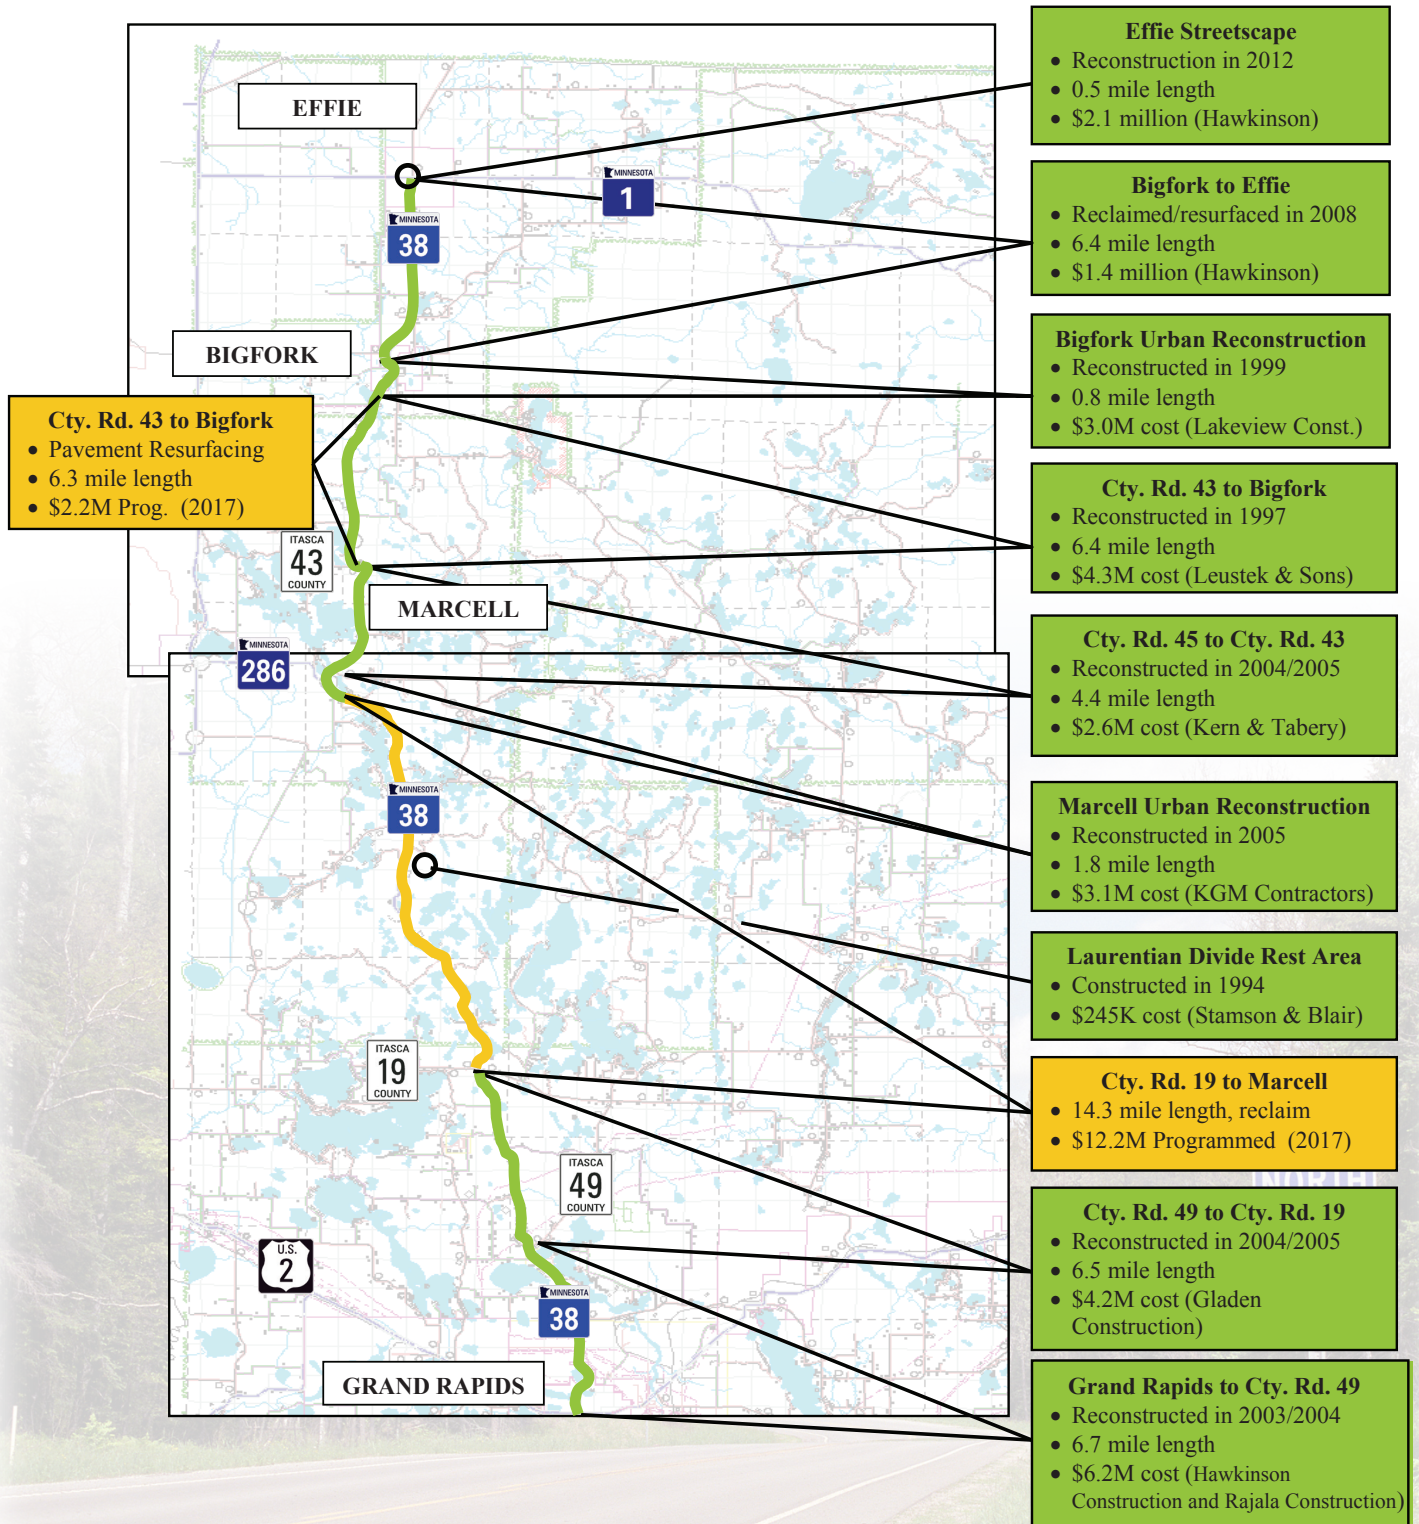 EFFIE
MINNESOTA
1
MINNESOTA
38
BIGFORK
Cty. Rd. 43 to Bigfork
• Pavement Resurfacing
• 6.3 mile length
• $2.2M Prog. (2017)
ITASCA
43
COUNTY
MARCELL
MINNESOTA
286
MINNESOTA
38
ITASCA
19
COUNTY
ITASCA
49
COUNTY
U.S.
2
MINNESOTA
38
GRAND RAPIDS
Effie Streetscape
• Reconstruction in 2012
• 0.5 mile length
• $2.1 million (Hawkinson)
Bigfork to Effie
• Reclaimed/resurfaced in 2008
• 6.4 mile length
• $1.4 million (Hawkinson)
Bigfork Urban Reconstruction
• Reconstructed in 1999
• 0.8 mile length
• $3.0M cost (Lakeview Const.)
Cty. Rd. 43 to Bigfork
• Reconstructed in 1997
• 6.4 mile length
• $4.3M cost (Leustek & Sons)
Cty. Rd. 45 to Cty. Rd. 43
• Reconstructed in 2004/2005
• 4.4 mile length
• $2.6M cost (Kern & Tabery)
Marcell Urban Reconstruction
• Reconstructed in 2005
• 1.8 mile length
• $3.1M cost (KGM Contractors)
Laurentian Divide Rest Area
• Constructed in 1994
• $245K cost (Stamson & Blair)
Cty. Rd. 19 to Marcell
• 14.3 mile length, reclaim
• $12.2M Programmed (2017)
NORTH
Cty. Rd. 49 to Cty. Rd. 19
• Reconstructed in 2004/2005
• 6.5 mile length
• $4.2M cost (Gladen
Construction)
Grand Rapids to Cty. Rd. 49
• Reconstructed in 2003/2004
• 6.7 mile length
• $6.2M cost (Hawkinson
Construction and Rajala Construction)